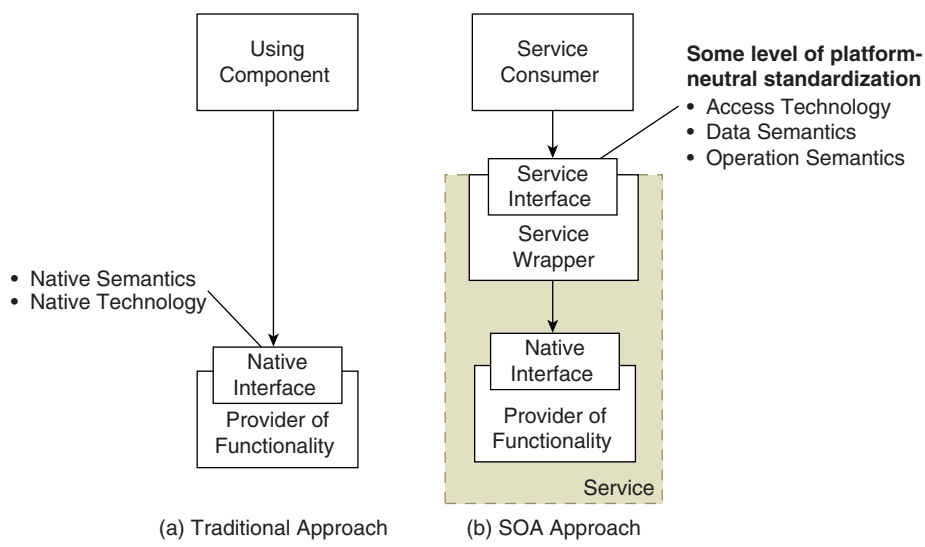 Using
Component
Service
Consumer
Some level of platform-
neutral standardization
• Access Technology
• Data Semantics
• Operation Semantics
Service
Interface
Service
Wrapper
• Native Semantics
• Native Technology
Native
Interface
Provider of
Functionality
Native
Interface
Provider of
Functionality
Service
(a) Traditional Approach
(b) SOA Approach